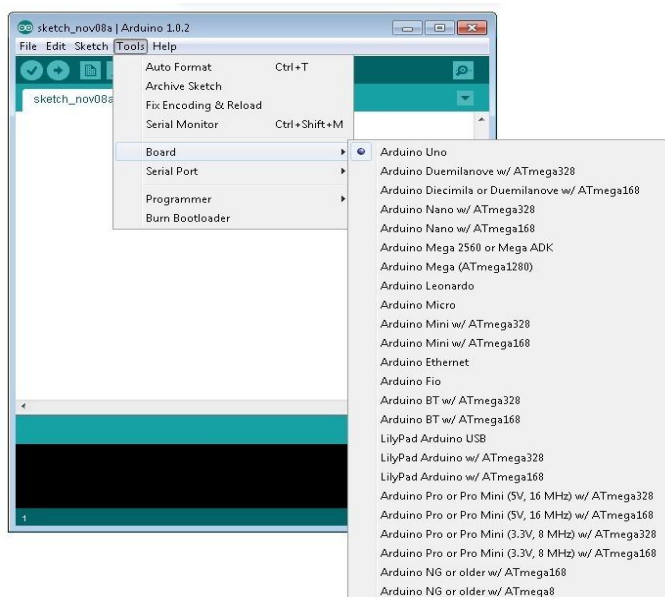 sketch_nov08a | Arduino 1.0.2
File Edit Sketch Tools Help
sketch_nov08a
Auto Format Ctrl+T
Archive Sketch
Fix Encoding & Reload
Serial Monitor Ctrl+Shift+M
Board
Serial Port
Programmer
Burn Bootloader
Arduino Uno
Arduino Duemilanove w/ ATmega328
Arduino Diecimila or Duemilanove w/ ATmega168
Arduino Nano w/ ATmega328
Arduino Nano w/ ATmega168
Arduino Mega 2560 or Mega ADK
Arduino Mega (ATmega1280)
Arduino Leonardo
Arduino Micro
Arduino Mini w/ ATmega328
Arduino Mini w/ ATmega168
Arduino Ethernet
Arduino Fio
Arduino BT w/ ATmega328
Arduino BT w/ ATmega168
LilyPad Arduino USB
LilyPad Arduino w/ ATmega328
LilyPad Arduino w/ ATmega168
Arduino Pro or Pro Mini (5V, 16 MHz) w/ ATmega328
Arduino Pro or Pro Mini (5V, 16 MHz) w/ ATmega168
Arduino Pro or Pro Mini (3.3V, 8 MHz) w/ ATmega328
Arduino Pro or Pro Mini (3.3V, 8 MHz) w/ ATmega168
Arduino NG or older w/ ATmega168
Arduino NG or older w/ ATmega8
1